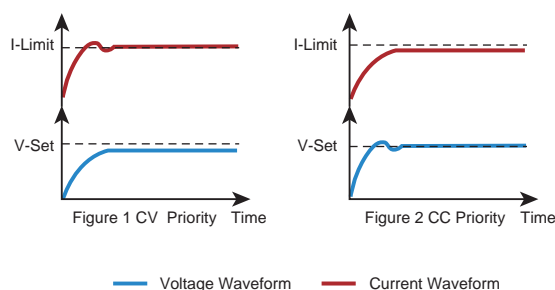 I-Limit
V-Set
Figure 1 CV Priority Time
I-Limit
V-Set
Figure 2 CC Priority Time
Voltage Waveform
Current Waveform